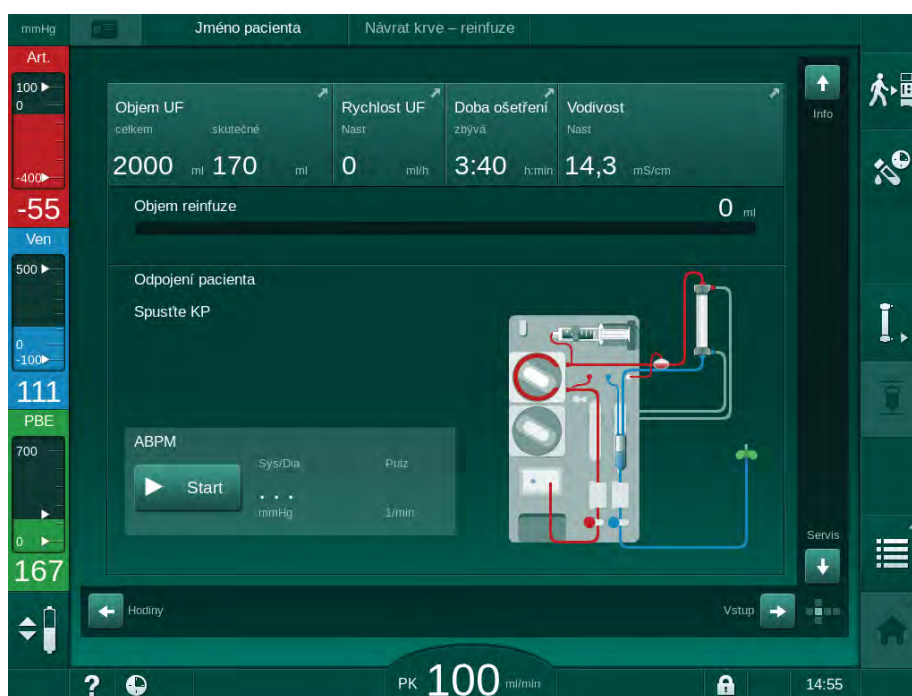 mmHg
Jméno pacienta
Návrat krve – reinfuze
Art.
100
0
-400
-55
Ven
500
0
-100
111
PBE
700
0
167
Objem UF
celkem skutečné
2000 ml 170 ml
Rychlost UF
Nast
0 ml/h
Doba ošetření
zbývá
3:40 h:min
Vodivost
Nast
14,3 mS/cm
Info
Objem reinfuze 0 ml
Odpojení pacienta
Spusťte KP
ABPM
Start
Sys/Dia Pulz
. . .
mmHg 1/min
Servis
Hodiny
Vstup
? PK 100 ml/min 14:55